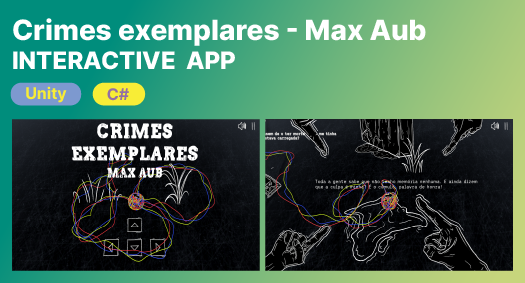 Crimes exemplares - Max Aub
INTERACTIVE APP
Unity
C#
CRIMES
EXEMPLARES
MAX AUB
Toda a gente sabe que não tenho memória nenhuma. E ainda dizem
que a culpa é minha? É o cúmulo, palavra de honra!